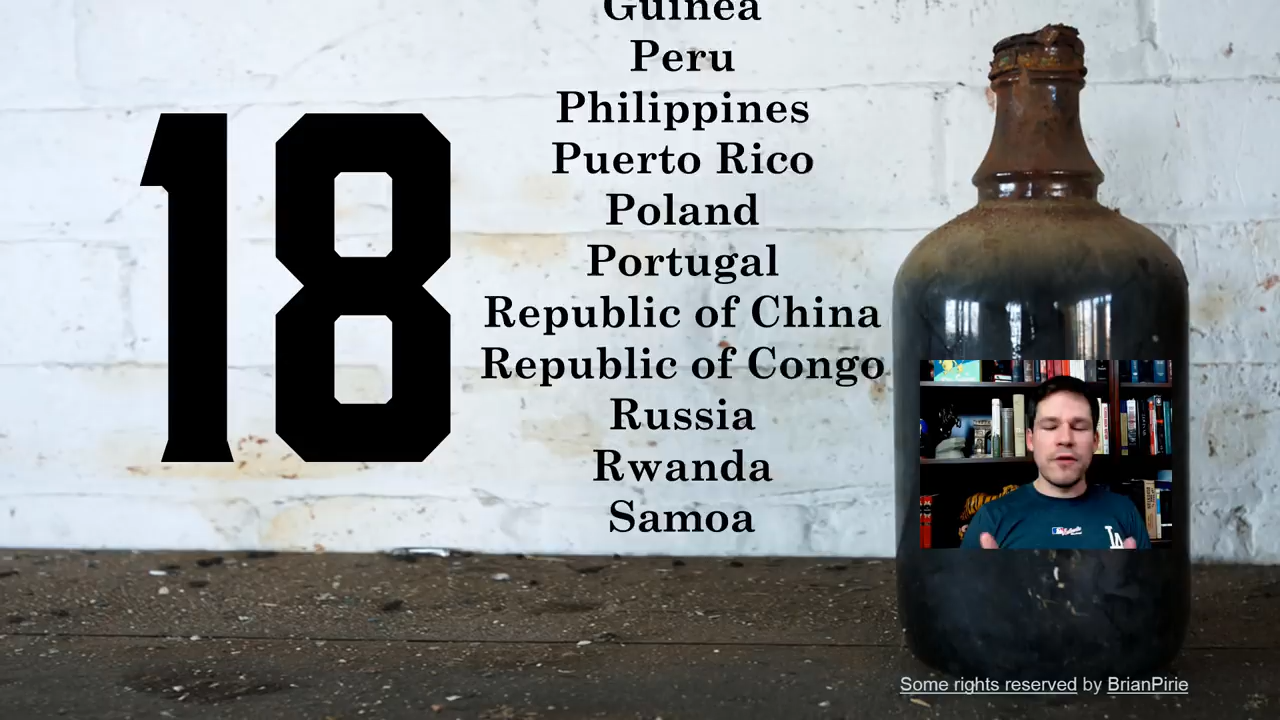 18
Guinea
Peru
Philippines
Puerto Rico
Poland
Portugal
Republic of China
Republic of Congo
Russia
Rwanda
Samoa
LA
Some rights reserved by BrianPirie